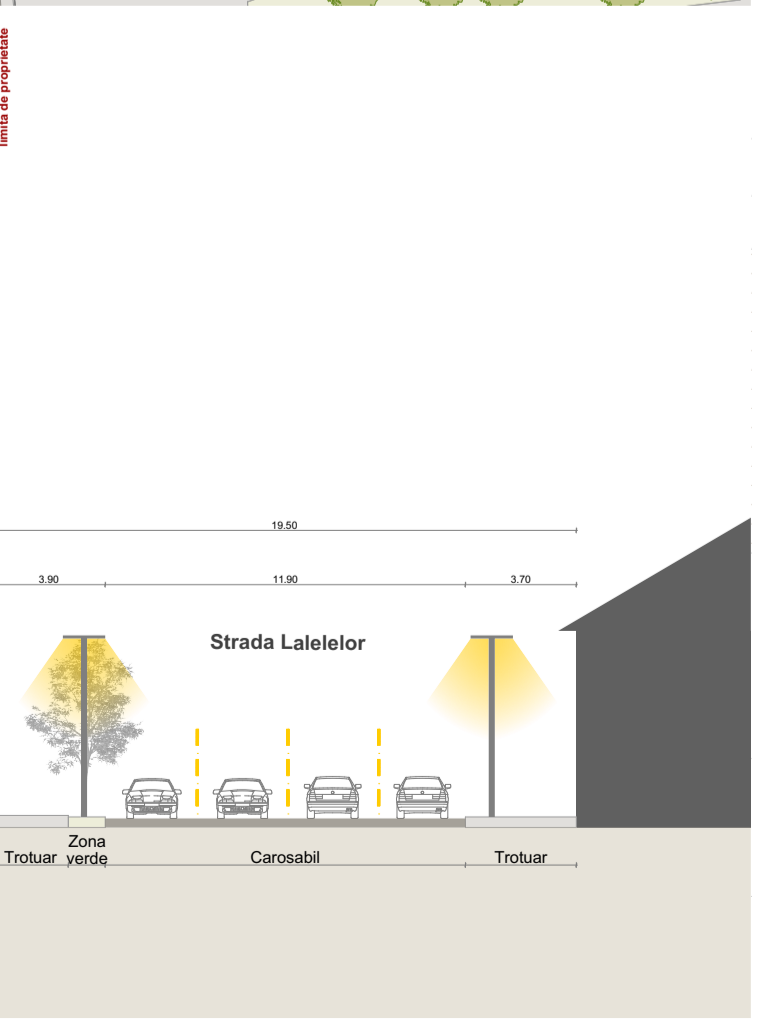 limita de proprietate
19.50
3.90 11.90 3.70
Strada Lalelelor
Trotuar Zona verde Carosabil Trotuar